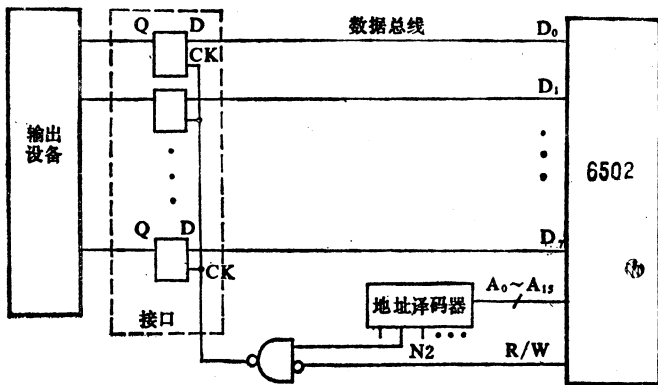 Q D 数据总线 D₀
CK
D₁
输出
设备
6502
Q D D₇
CK
A₀~A₁₅
地址译码器
接口
N2 R/W